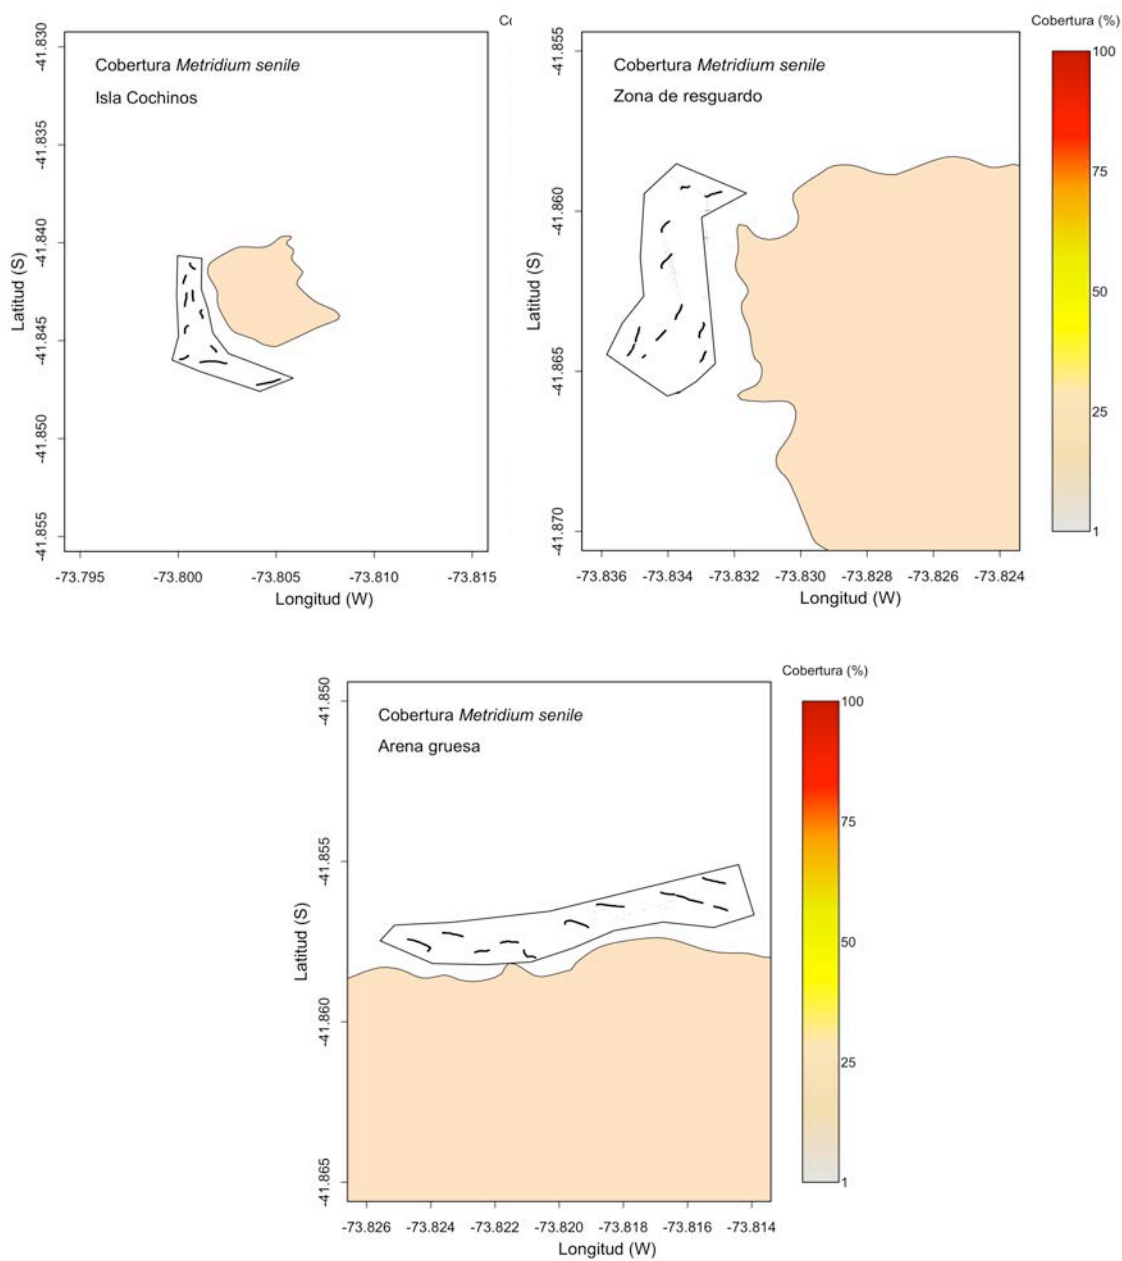 Co
Cobertura Metridium senile
Isla Cochinos
-41.830
-41.835
-41.840
-41.845
-41.850
-41.855
Latitud (S)
-73.795 -73.800 -73.805 -73.810 -73.815
Longitud (W)
Cobertura (%)
Cobertura Metridium senile
Zona de resguardo
-41.855
-41.860
-41.865
-41.870
Latitud (S)
-73.836 -73.834 -73.832 -73.830 -73.828 -73.826 -73.824
Longitud (W)
100
75
50
25
1
Cobertura (%)
Cobertura Metridium senile
Arena gruesa
-41.850
-41.855
-41.860
-41.865
Latitud (S)
-73.826 -73.824 -73.822 -73.820 -73.818 -73.816 -73.814
Longitud (W)
100
75
50
25
1